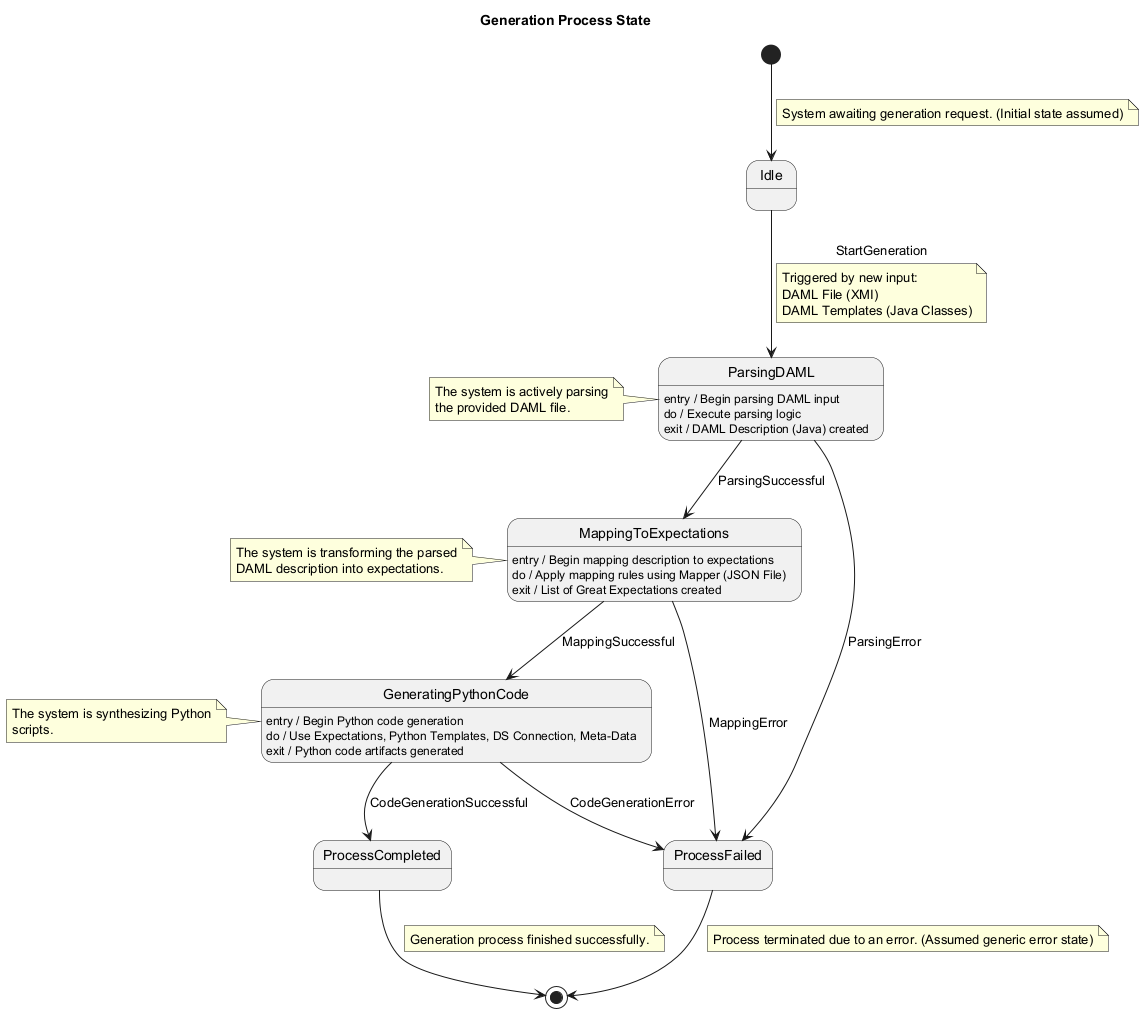 Generation Process State
System awaiting generation request. (Initial state assumed)
Idle
StartGeneration
Triggered by new input:
DAML File (XMI)
DAML Templates (Java Classes)
ParsingDAML
entry / Begin parsing DAML input
do / Execute parsing logic
exit / DAML Description (Java) created
The system is actively parsing
the provided DAML file.
ParsingSuccessful
MappingToExpectations
entry / Begin mapping description to expectations
do / Apply mapping rules using Mapper (JSON File)
exit / List of Great Expectations created
The system is transforming the parsed
DAML description into expectations.
MappingSuccessful
ParsingError
GeneratingPythonCode
entry / Begin Python code generation
do / Use Expectations, Python Templates, DS Connection, Meta-Data
exit / Python code artifacts generated
The system is synthesizing Python
scripts.
MappingError
CodeGenerationSuccessful
CodeGenerationError
ProcessCompleted
ProcessFailed
Generation process finished successfully.
Process terminated due to an error. (Assumed generic error state)